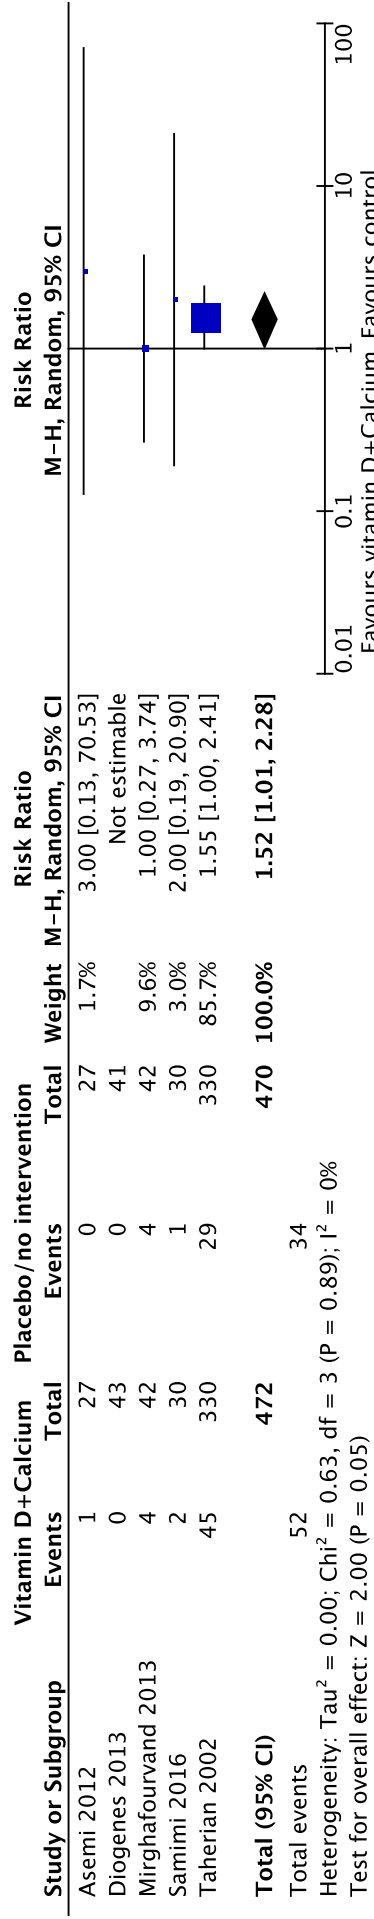 Vitamin D+Calcium Placebo/no intervention Risk Ratio Risk Ratio
Study or Subgroup Events Total Events Total Weight M-H, Random, 95% CI M-H, Random, 95% CI
Asemi 2012 1 27 0 27 1.7% 3.00 [0.13, 70.53]
Diogenes 2013 0 43 0 41 Not estimable
Mirghafourvand 2013 4 42 4 42 9.6% 1.00 [0.27, 3.74]
Samimi 2016 2 30 1 30 3.0% 2.00 [0.19, 20.90]
Taherian 2002 45 330 29 330 85.7% 1.55 [1.00, 2.41]
Total (95% CI) 472 470 100.0% 1.52 [1.01, 2.28]
Total events 52 34
Heterogeneity: Tau² = 0.00; Chi² = 0.63, df = 3 (P = 0.89); I² = 0%
Test for overall effect: Z = 2.00 (P = 0.05)
0.01 0.1 1 10 100
Favours vitamin D+Calcium Favours control